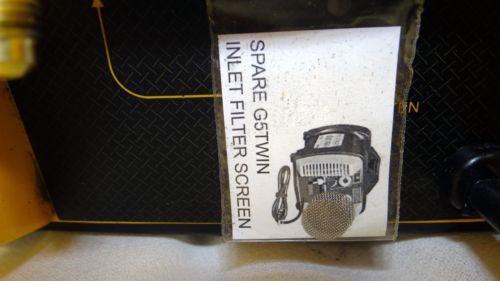 SPARE G5TWIN
INLET FILTER SCREEN